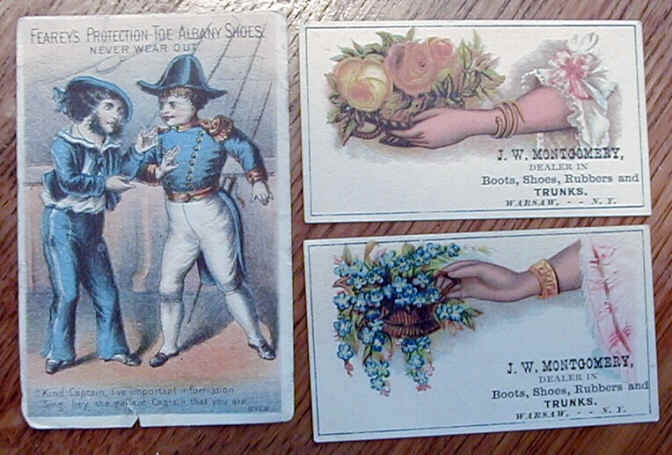 FEAREY'S PROTECTION-TOE ALBANY SHOES.
NEVER WEAR OUT
"Kind Captain, I've important information
Sing hey, the gallant Captain that you are
OVER
J. W. MONTGOMERY,
DEALER IN
Boots, Shoes, Rubbers and
TRUNKS.
WARSAW, - - N. Y.
J. W. MONTGOMERY,
DEALER IN
Boots, Shoes, Rubbers and
TRUNKS.
WARSAW, - - N. Y.